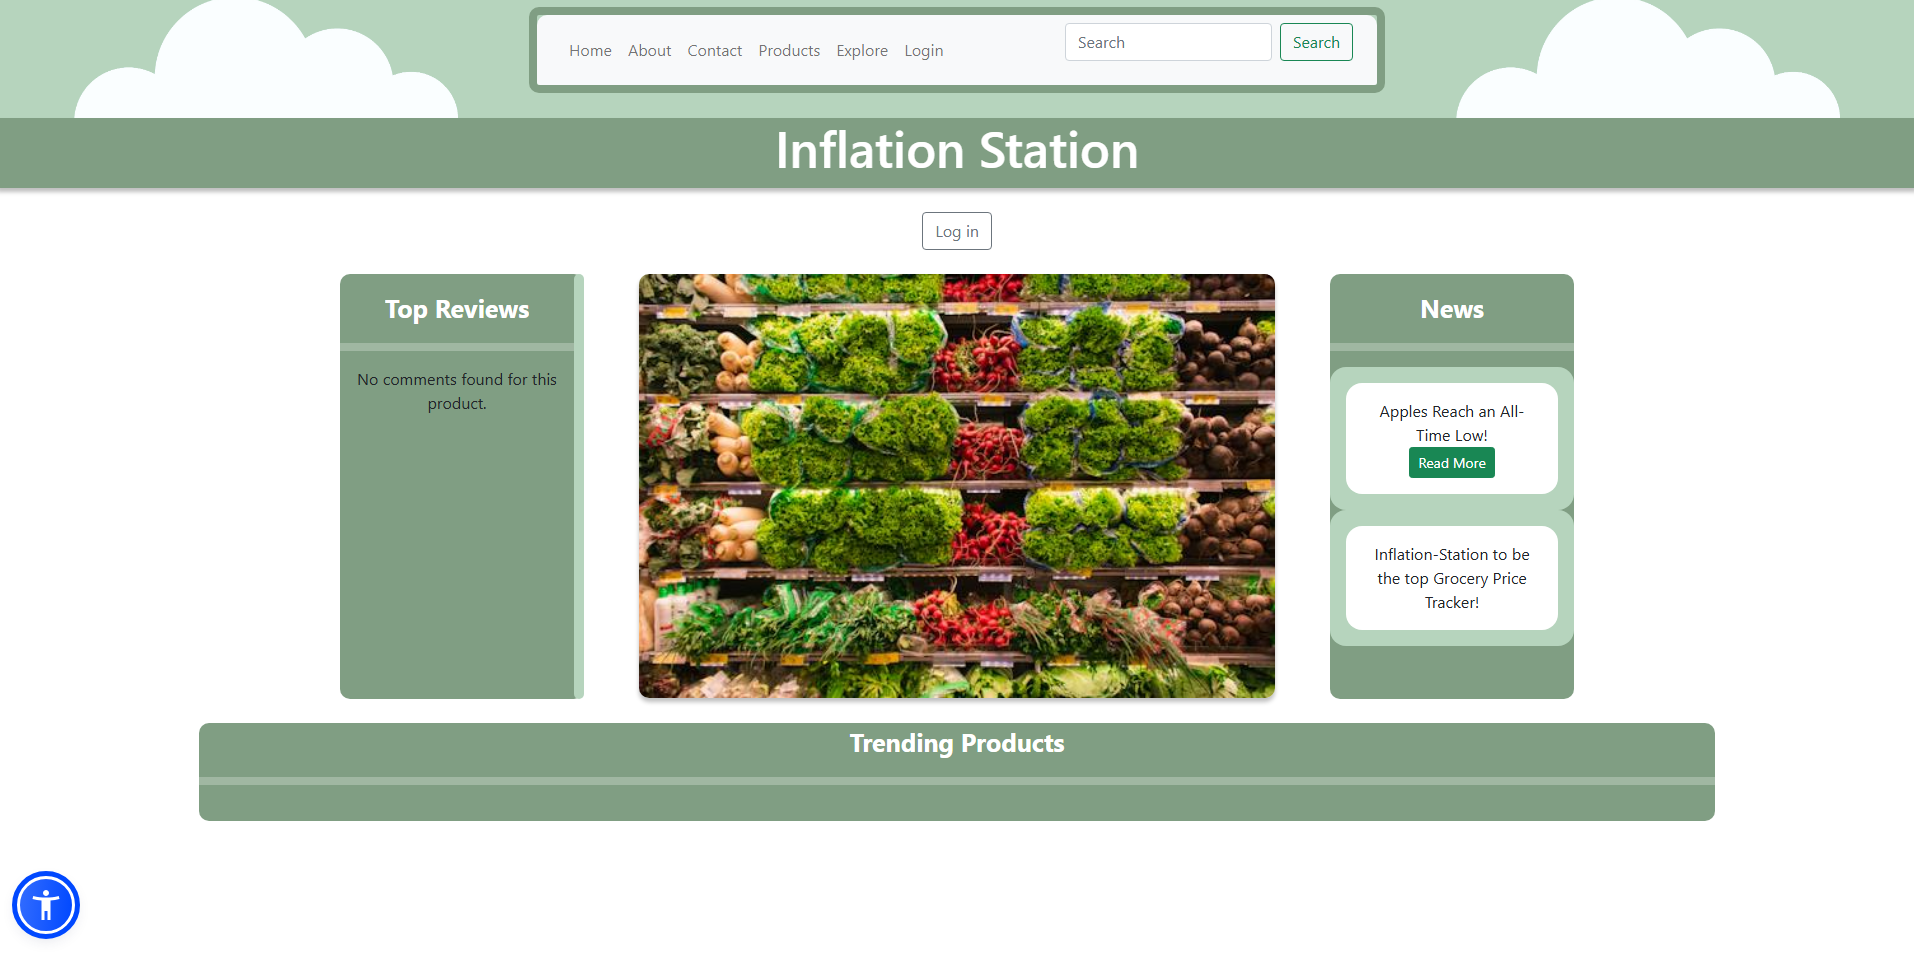 Home About Contact Products Explore Login Search Search
Inflation Station
Log in
Top Reviews
No comments found for this
product.
News
Apples Reach an All-
Time Low!
Read More
Inflation-Station to be
the top Grocery Price
Tracker!
Trending Products